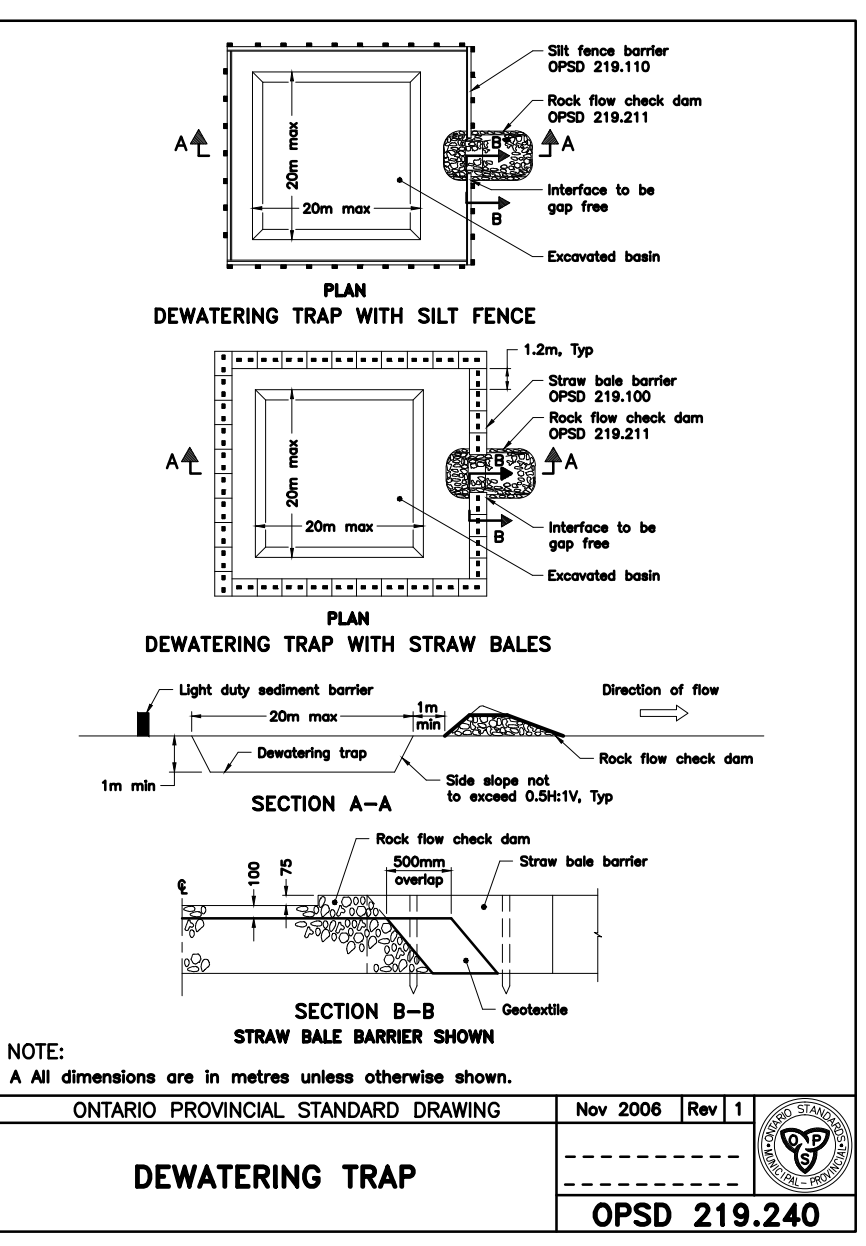 Silt fence barrier
OPSD 219.110
Rock flow check dam
OPSD 219.211
A
A
B
20m max
20m max
Interface to be
gap free
B
Excavated basin
PLAN
DEWATERING TRAP WITH SILT FENCE
1.2m, Typ
Straw bale barrier
OPSD 219.100
Rock flow check dam
OPSD 219.211
A
A
B
20m max
20m max
Interface to be
gap free
B
Excavated basin
PLAN
DEWATERING TRAP WITH STRAW BALES
Light duty sediment barrier
Direction of flow
20m max
1m
min
Dewatering trap
Rock flow check dam
1m min
Side slope not
to exceed 0.5H:1V, Typ
SECTION A-A
Rock flow check dam
500mm
overlap
Straw bale barrier
℄
100
75
SECTION B-B
Geotextile
STRAW BALE BARRIER SHOWN
NOTE:
A All dimensions are in metres unless otherwise shown.
ONTARIO PROVINCIAL STANDARD DRAWING
Nov 2006 Rev 1
DEWATERING TRAP
ONTARIO STANDARDS
MUNICIPAL - PROVINCIAL
OPS
OPSD 219.240